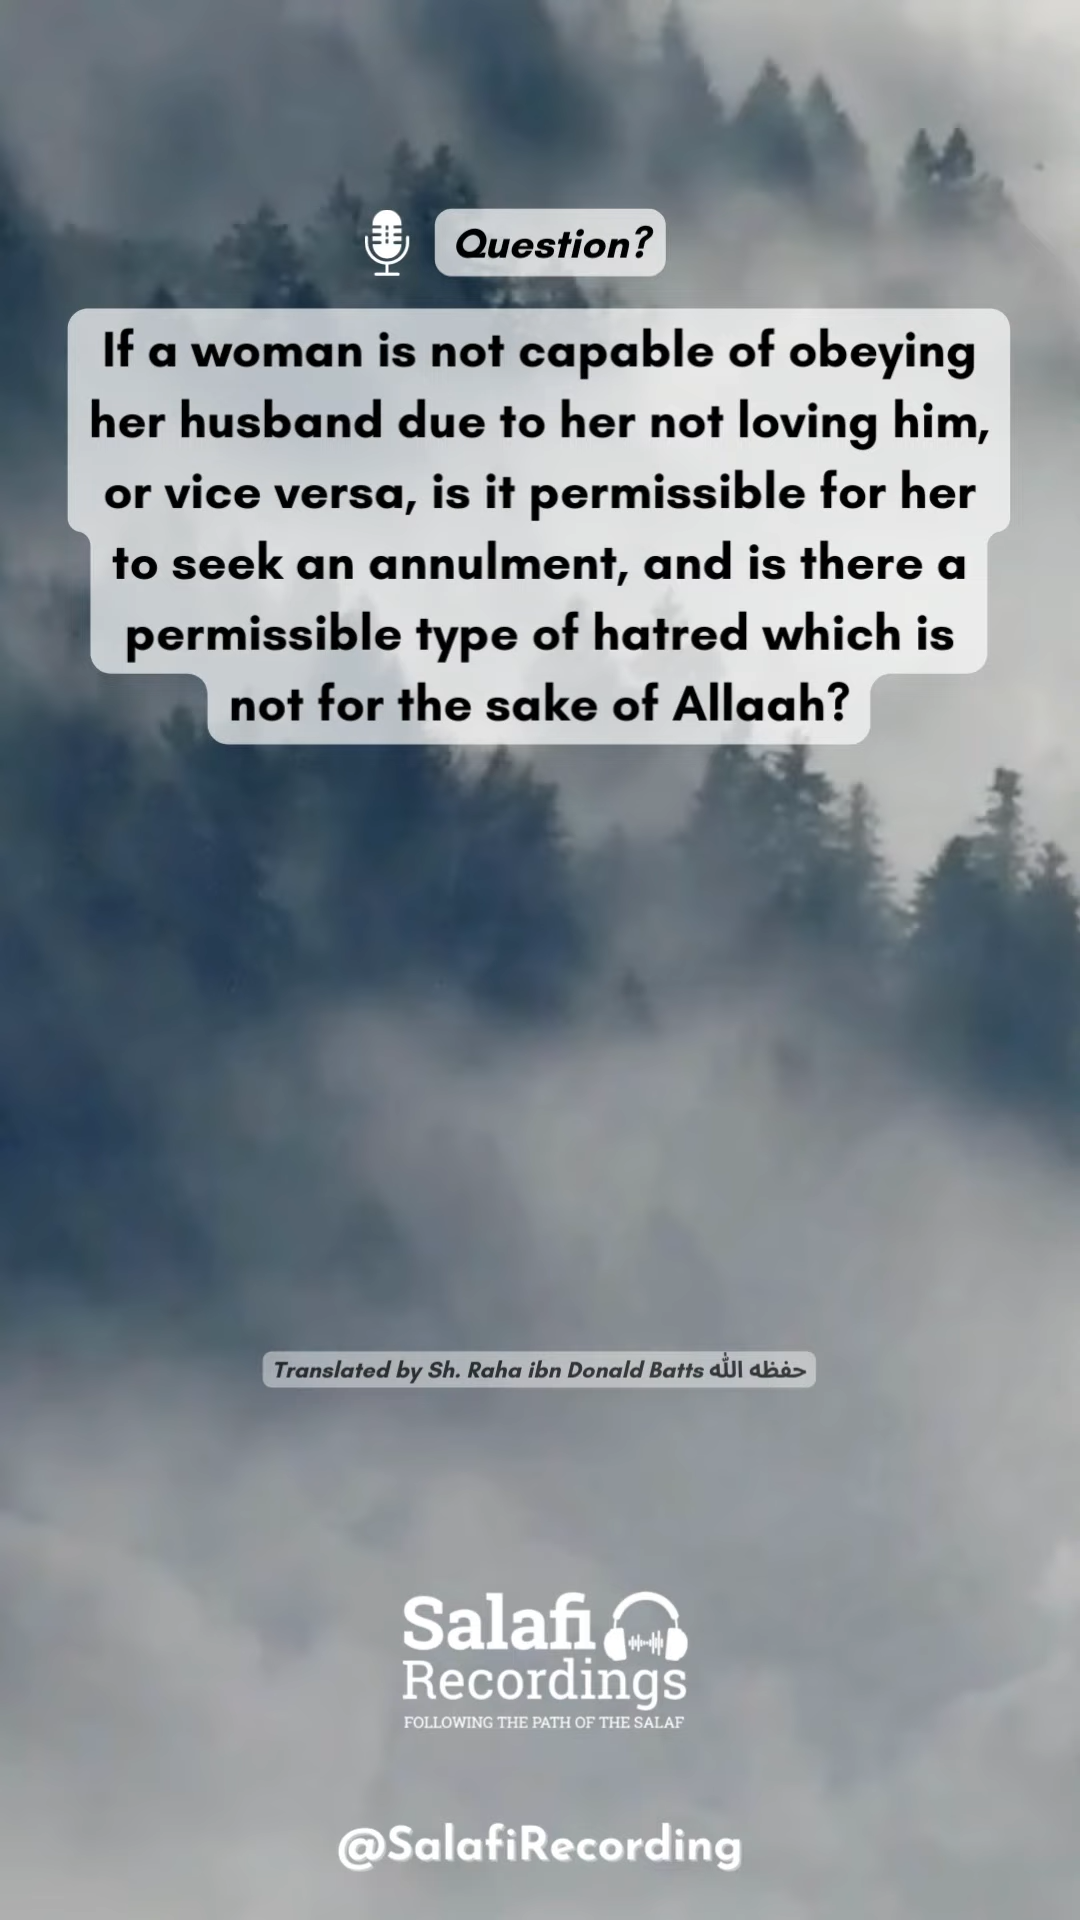 Question?
If a woman is not capable of obeying
her husband due to her not loving him,
or vice versa, is it permissible for her
to seek an annulment, and is there a
permissible type of hatred which is
not for the sake of Allaah?
Translated by Sh. Raha ibn Donald Batts حفظه الله
Salafi
Recordings
FOLLOWING THE PATH OF THE SALAF
@SalafiRecording